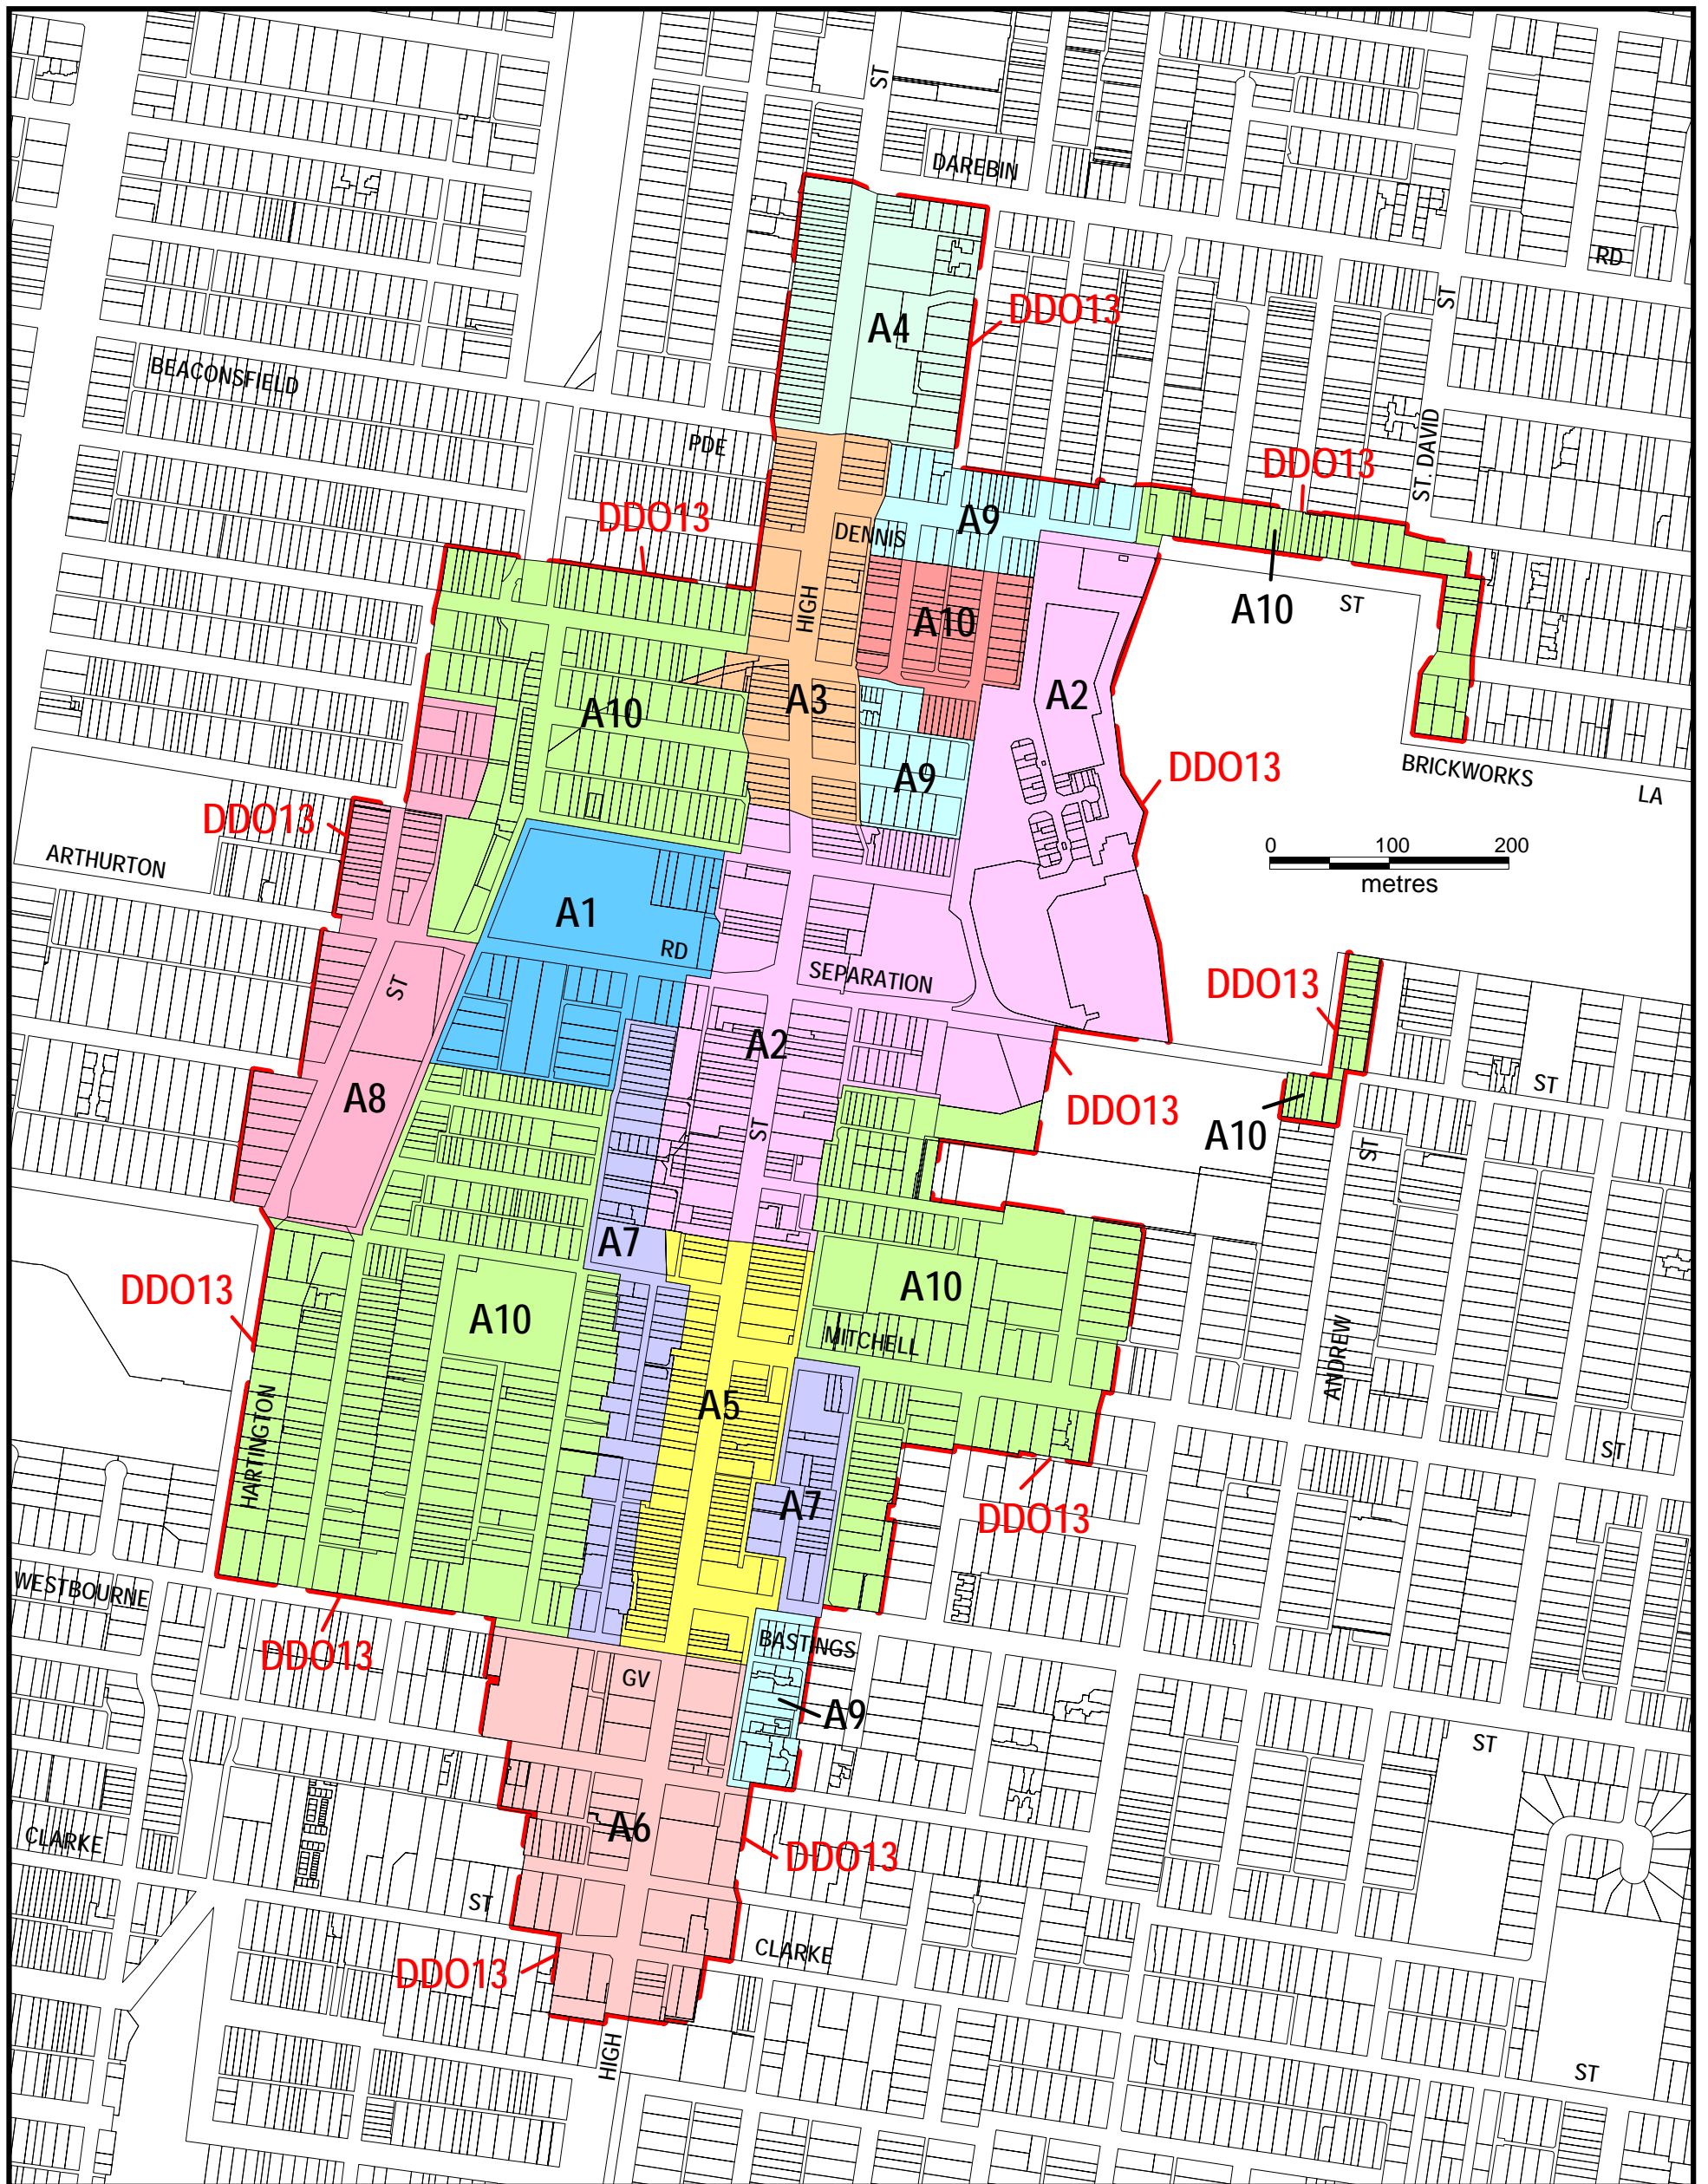 ST
DAREBIN
RD
ST
DDO13
A4
BEACONSFIELD
ST. DAVID
PDE
DDO13
DDO13
A9
DENNIS
HIGH
A10
A10
ST
A2
A3
A10
DDO13
BRICKWORKS
LA
A9
DDO13
ARTHURTON
0 100 200
metres
A1
RD
SEPARATION
ST
DDO13
A2
A8
ST
DDO13
ST
A10
ST
A7
A10
DDO13
A10
MITCHELL
ANDREW
A5
HARTINGTON
ST
A7
DDO13
WESTBOURNE
DDO13
BASTINGS
GV
A9
ST
A6
CLARKE
DDO13
ST
CLARKE
DDO13
HIGH
ST